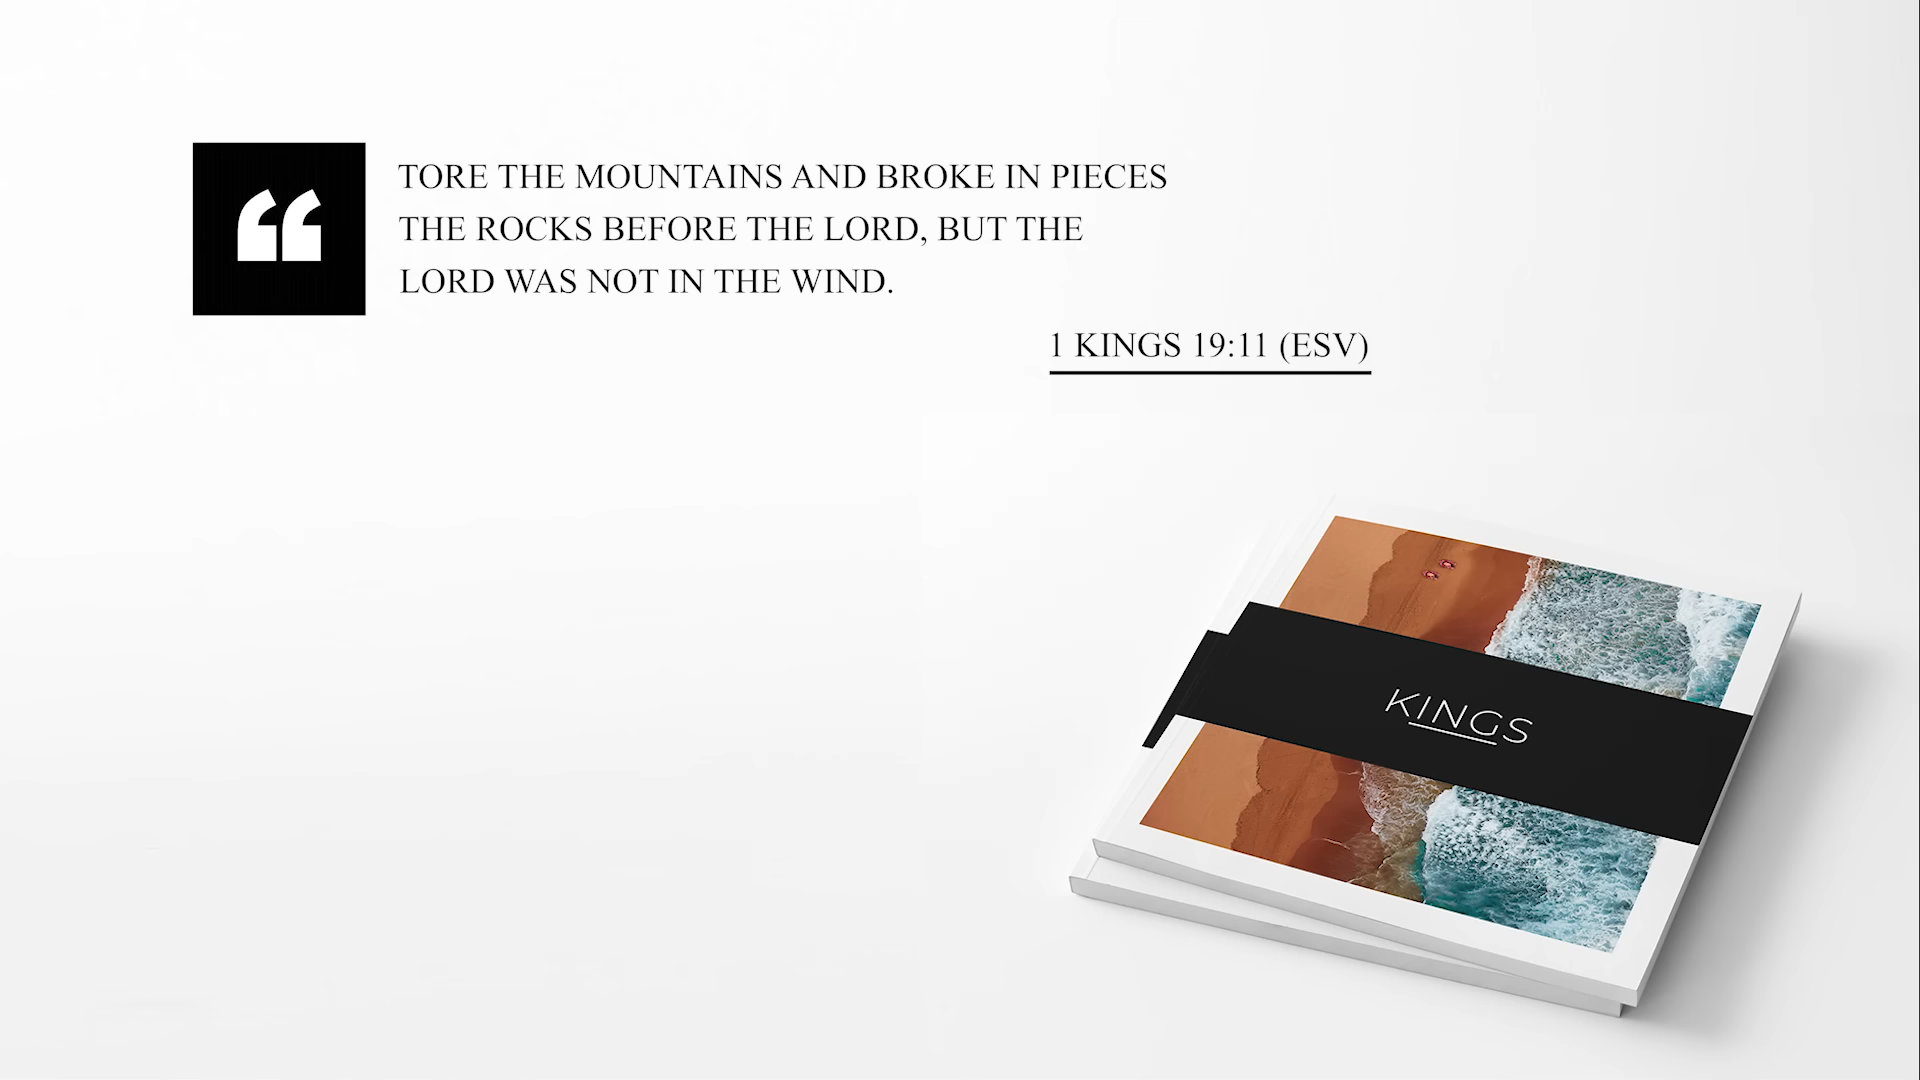 TORE THE MOUNTAINS AND BROKE IN PIECES
THE ROCKS BEFORE THE LORD, BUT THE
LORD WAS NOT IN THE WIND.
1 KINGS 19:11 (ESV)
KINGS